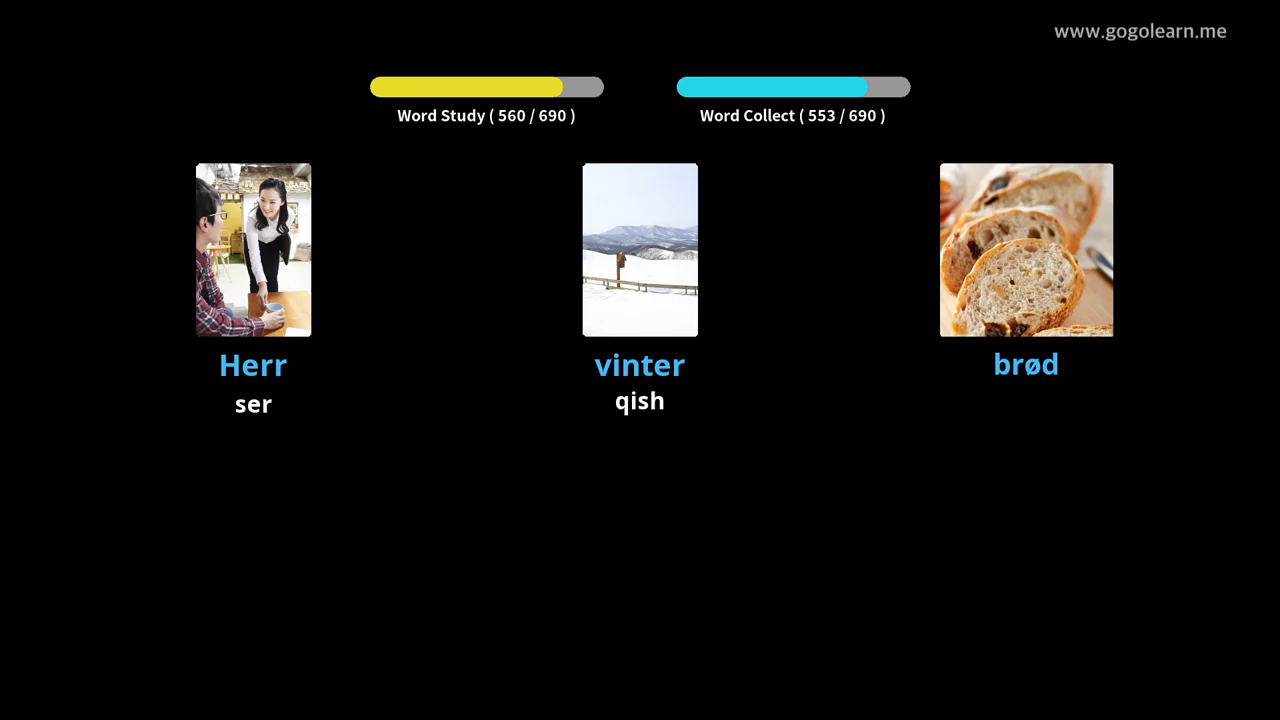 www.gogolearn.me
Word Study ( 560 / 690 )
Word Collect ( 553 / 690 )
Herr
vinter
brød
ser
qish